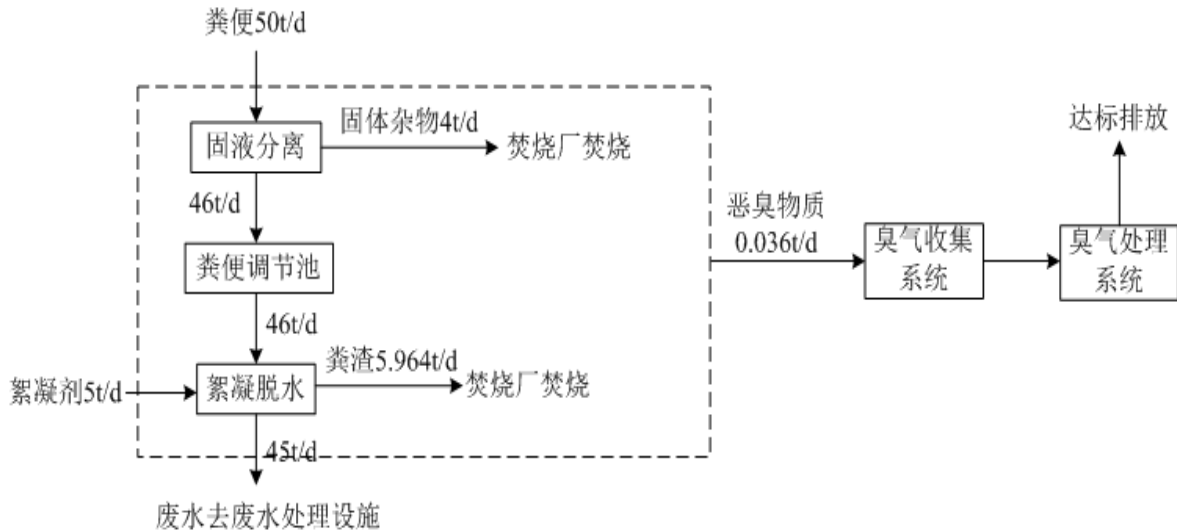 粪便50t/d
固体杂物4t/d
固液分离
焚烧厂焚烧
46t/d
粪便调节池
46t/d
粪渣5.964t/d
絮凝剂5t/d
絮凝脱水
焚烧厂焚烧
45t/d
废水去废水处理设施
恶臭物质
0.036t/d
臭气收集
系统
臭气处理
系统
达标排放